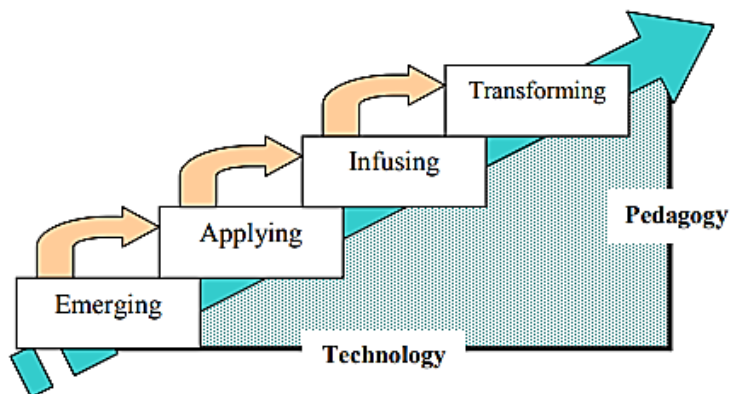 Transforming
Infusing
Pedagogy
Applying
Emerging
Technology